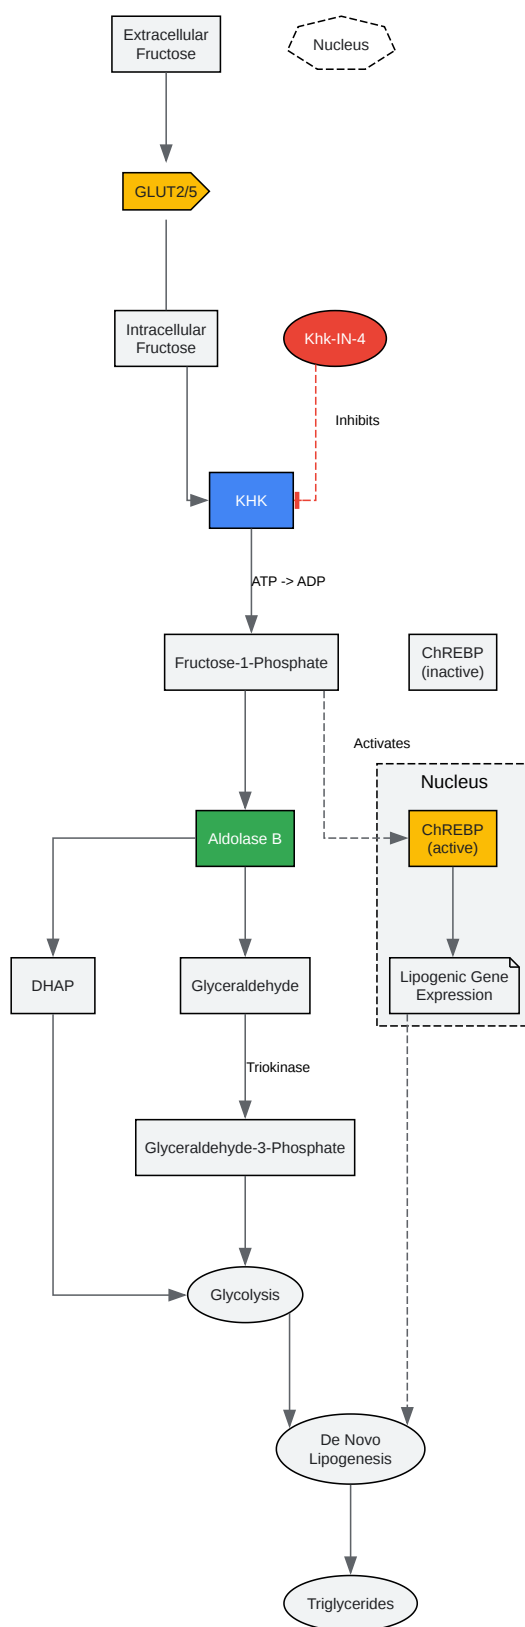 Extracellular
Fructose
Nucleus
GLUT2/5
Intracellular
Fructose
Khk-IN-4
Inhibits
KHK
ATP -> ADP
Fructose-1-Phosphate
ChREBP
(inactive)
Activates
Nucleus
Aldolase B
ChREBP
(active)
DHAP
Glyceraldehyde
Lipogenic Gene
Expression
Triokinase
Glyceraldehyde-3-Phosphate
Glycolysis
De Novo
Lipogenesis
Triglycerides